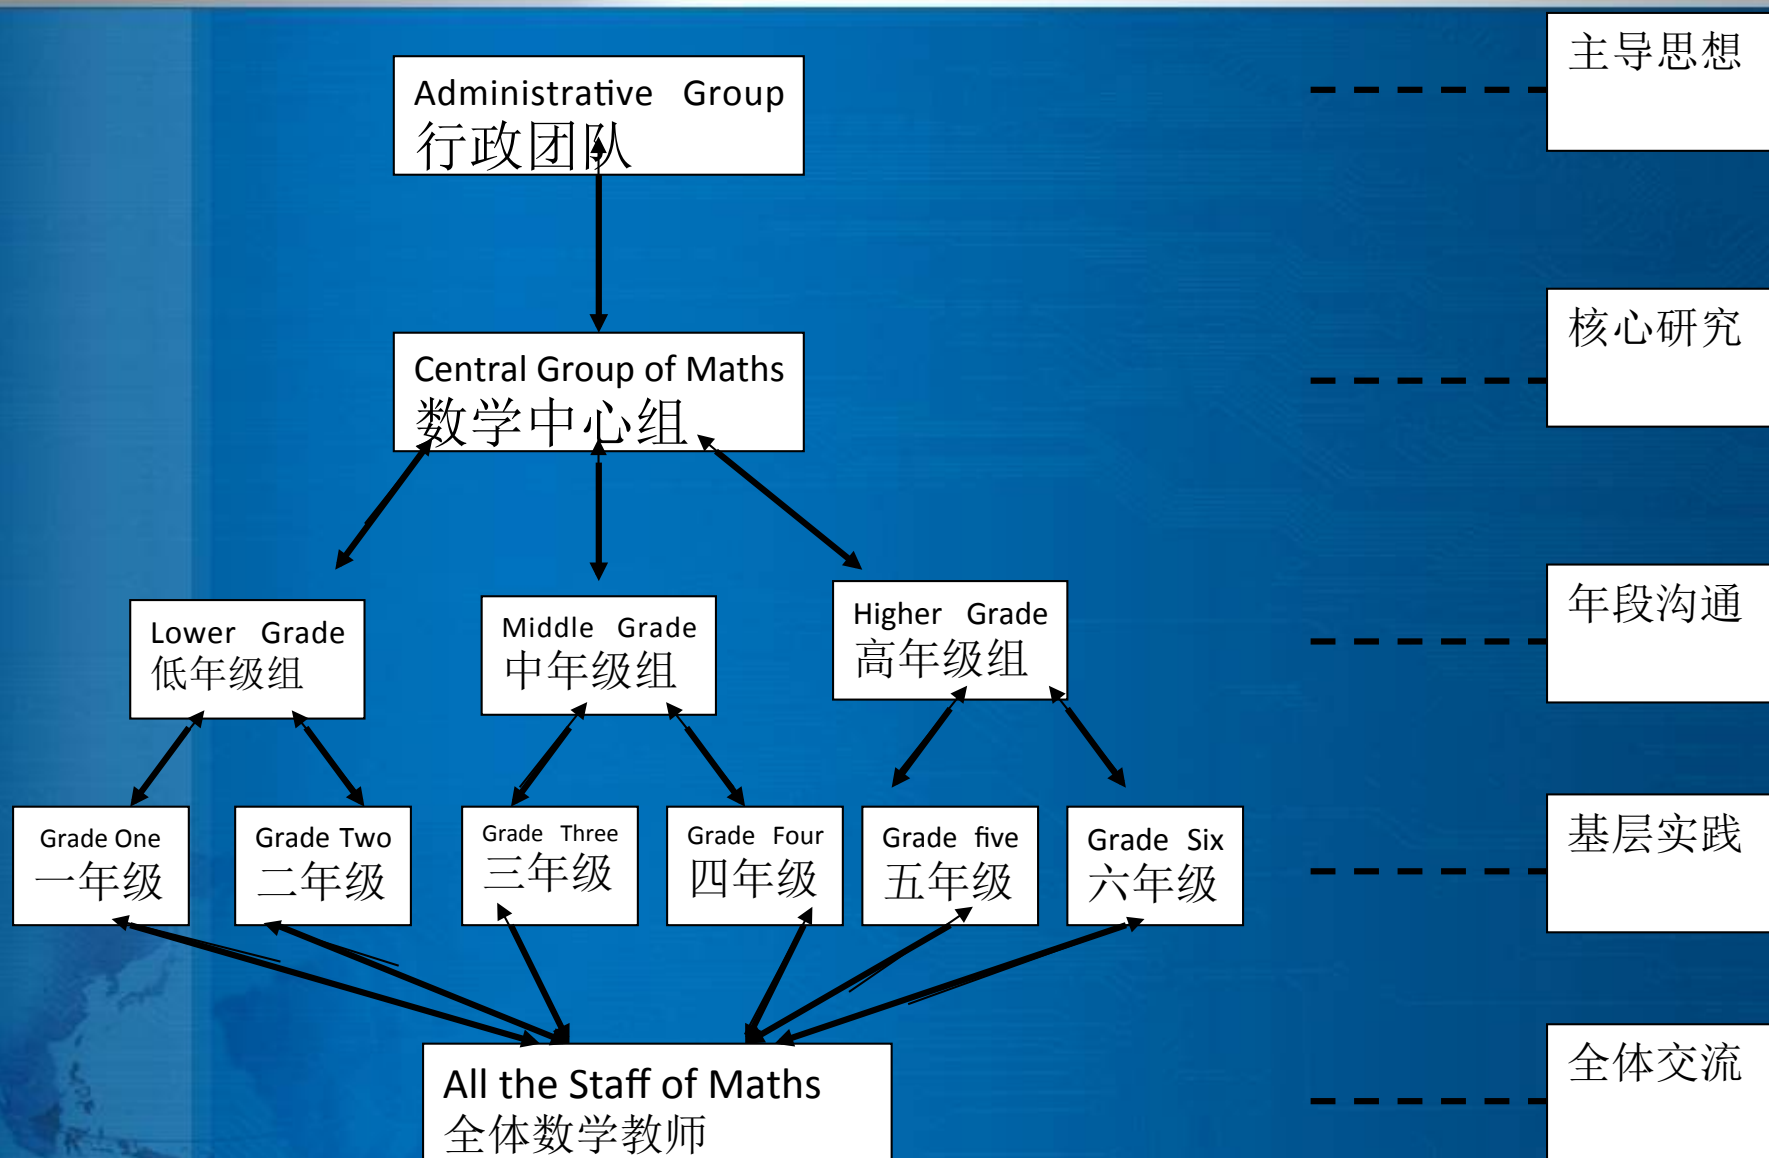 主导思想
Administrative Group
行政团队
核心研究
Central Group of Maths
数学中心组
年段沟通
Lower Grade
低年级组
Middle Grade
中年级组
Higher Grade
高年级组
基层实践
Grade One
一年级
Grade Two
二年级
Grade Three
三年级
Grade Four
四年级
Grade five
五年级
Grade Six
六年级
全体交流
All the Staff of Maths
全体数学教师